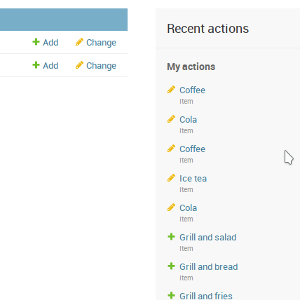 Add Change
Add Change
Recent actions
My actions
Coffee
Item
Cola
Item
Coffee
Item
Ice tea
Item
Cola
Item
Grill and salad
Item
Grill and bread
Item
Grill and fries